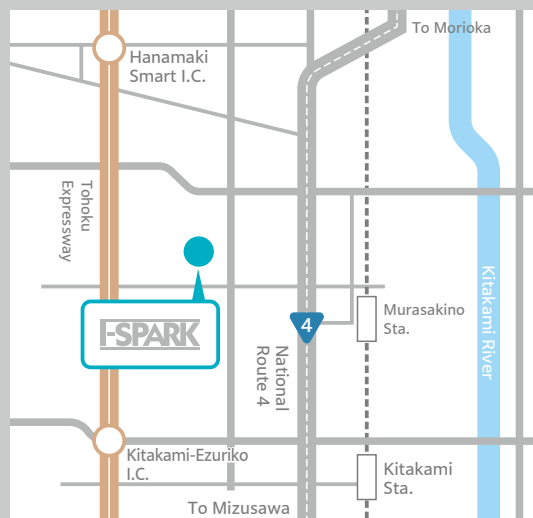 To Morioka
Hanamaki
Smart I.C.
Tohoku
Expressway
Kitakami River
Murasakino
Sta.
4
I-SPARK
National
Route 4
Kitakami-Ezuriko
I.C.
Kitakami
Sta.
To Mizusawa